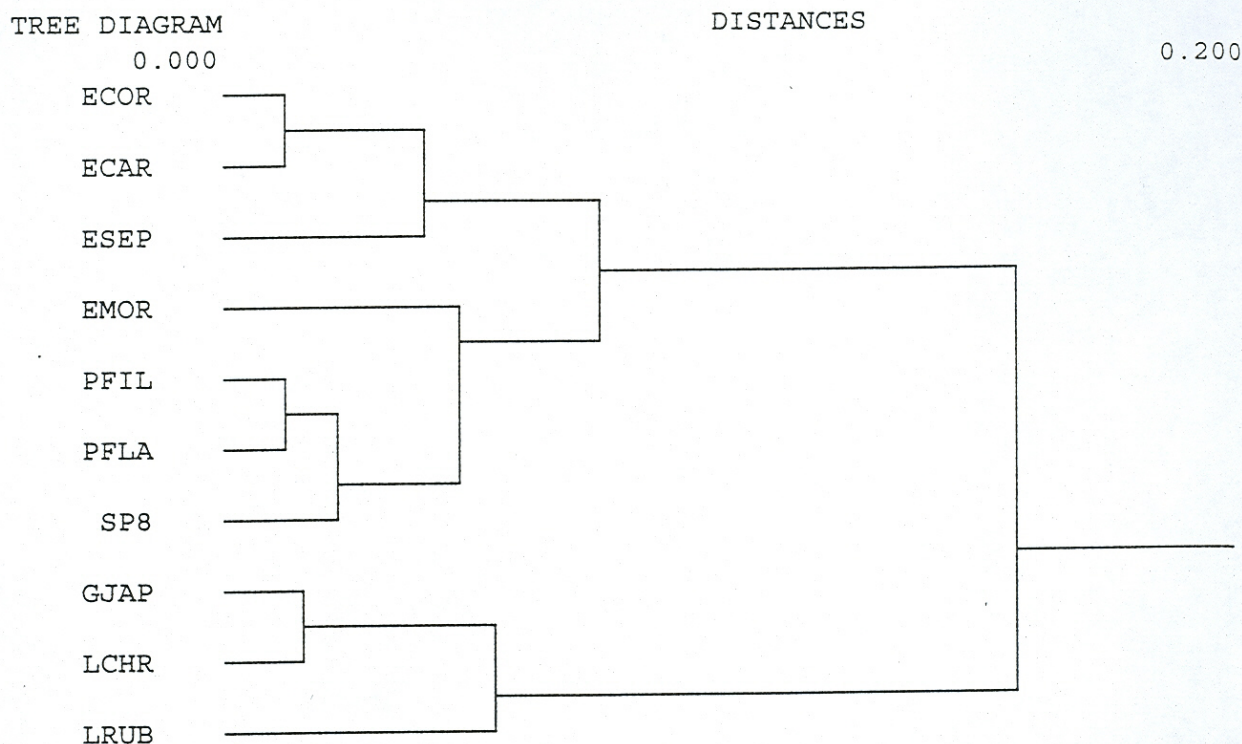 TREE DIAGRAM DISTANCES
0.000 0.200
ECOR
ECAR
ESEP
EMOR
PFIL
PFLA
SP8
GJAP
LCHR
LRUB